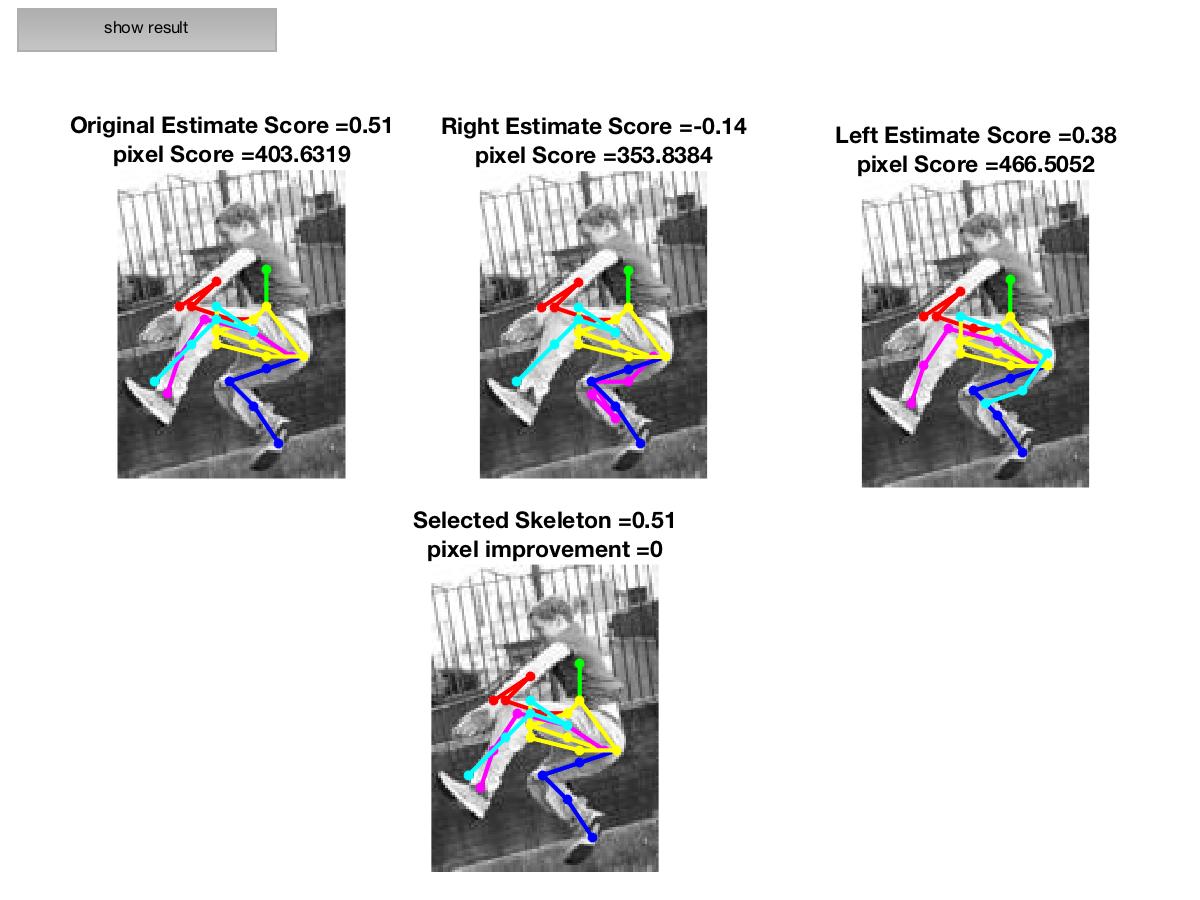 show result
Original Estimate Score =0.51
pixel Score =403.6319
Right Estimate Score =-0.14
pixel Score =353.8384
Left Estimate Score =0.38
pixel Score =466.5052
Selected Skeleton =0.51
pixel improvement =0